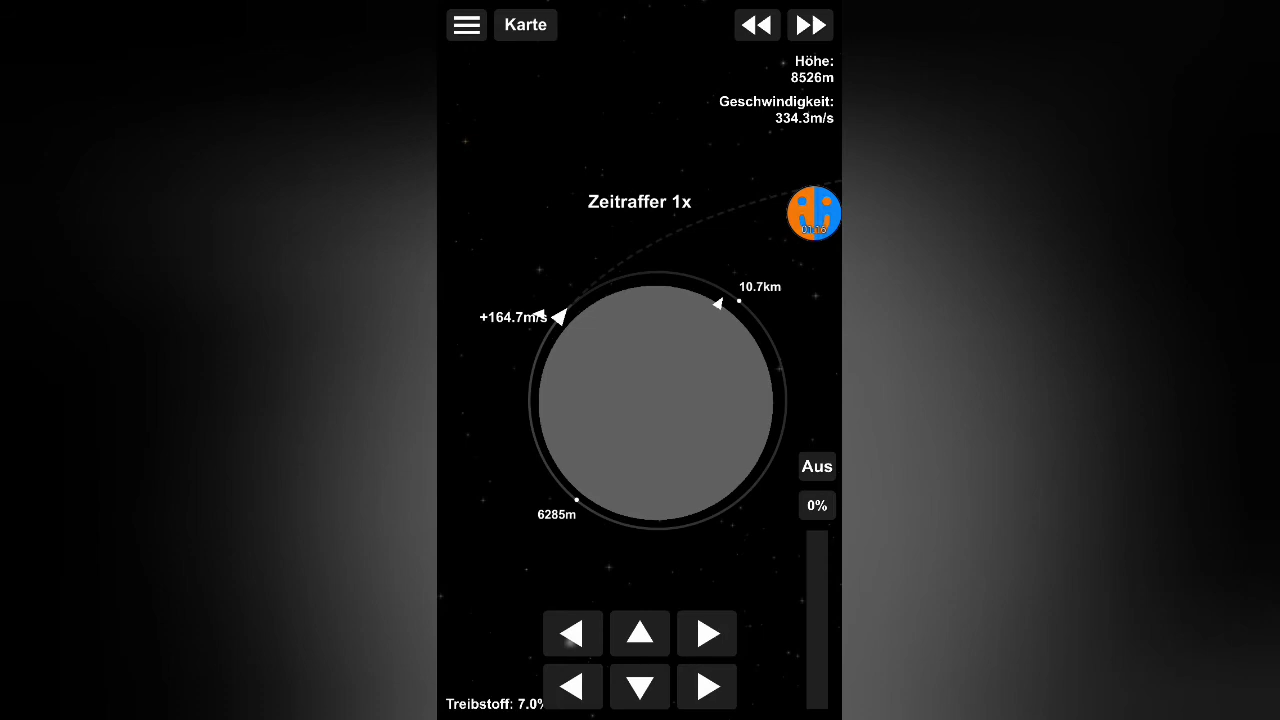 Karte
Höhe:
8526m
Geschwindigkeit:
334.3m/s
Zeitraffer 1x
10.7km
+164.7m/s
Aus
0%
6285m
Treibstoff: 7.0%